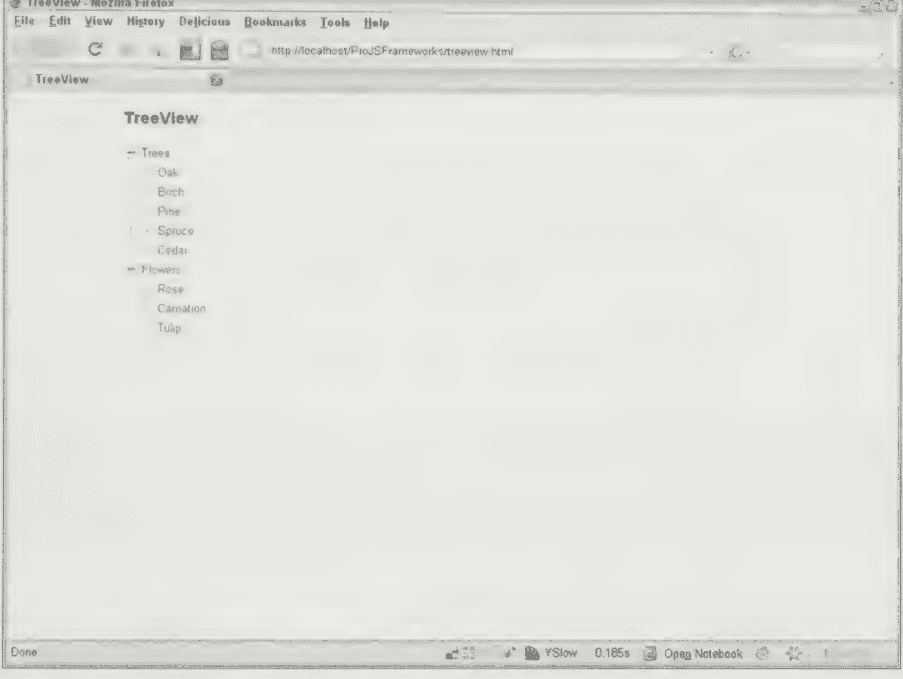 TreeView - Mozilla Firefox
File Edit View History Delicious Bookmarks Tools Help
http://localhost/ProJSFrameworks/treeview.html
TreeView
TreeView
Trees
Oak
Birch
Pine
Spruce
Cedar
Flowers
Rose
Carnation
Tulip
Done YSlow 0.185s Open Notebook